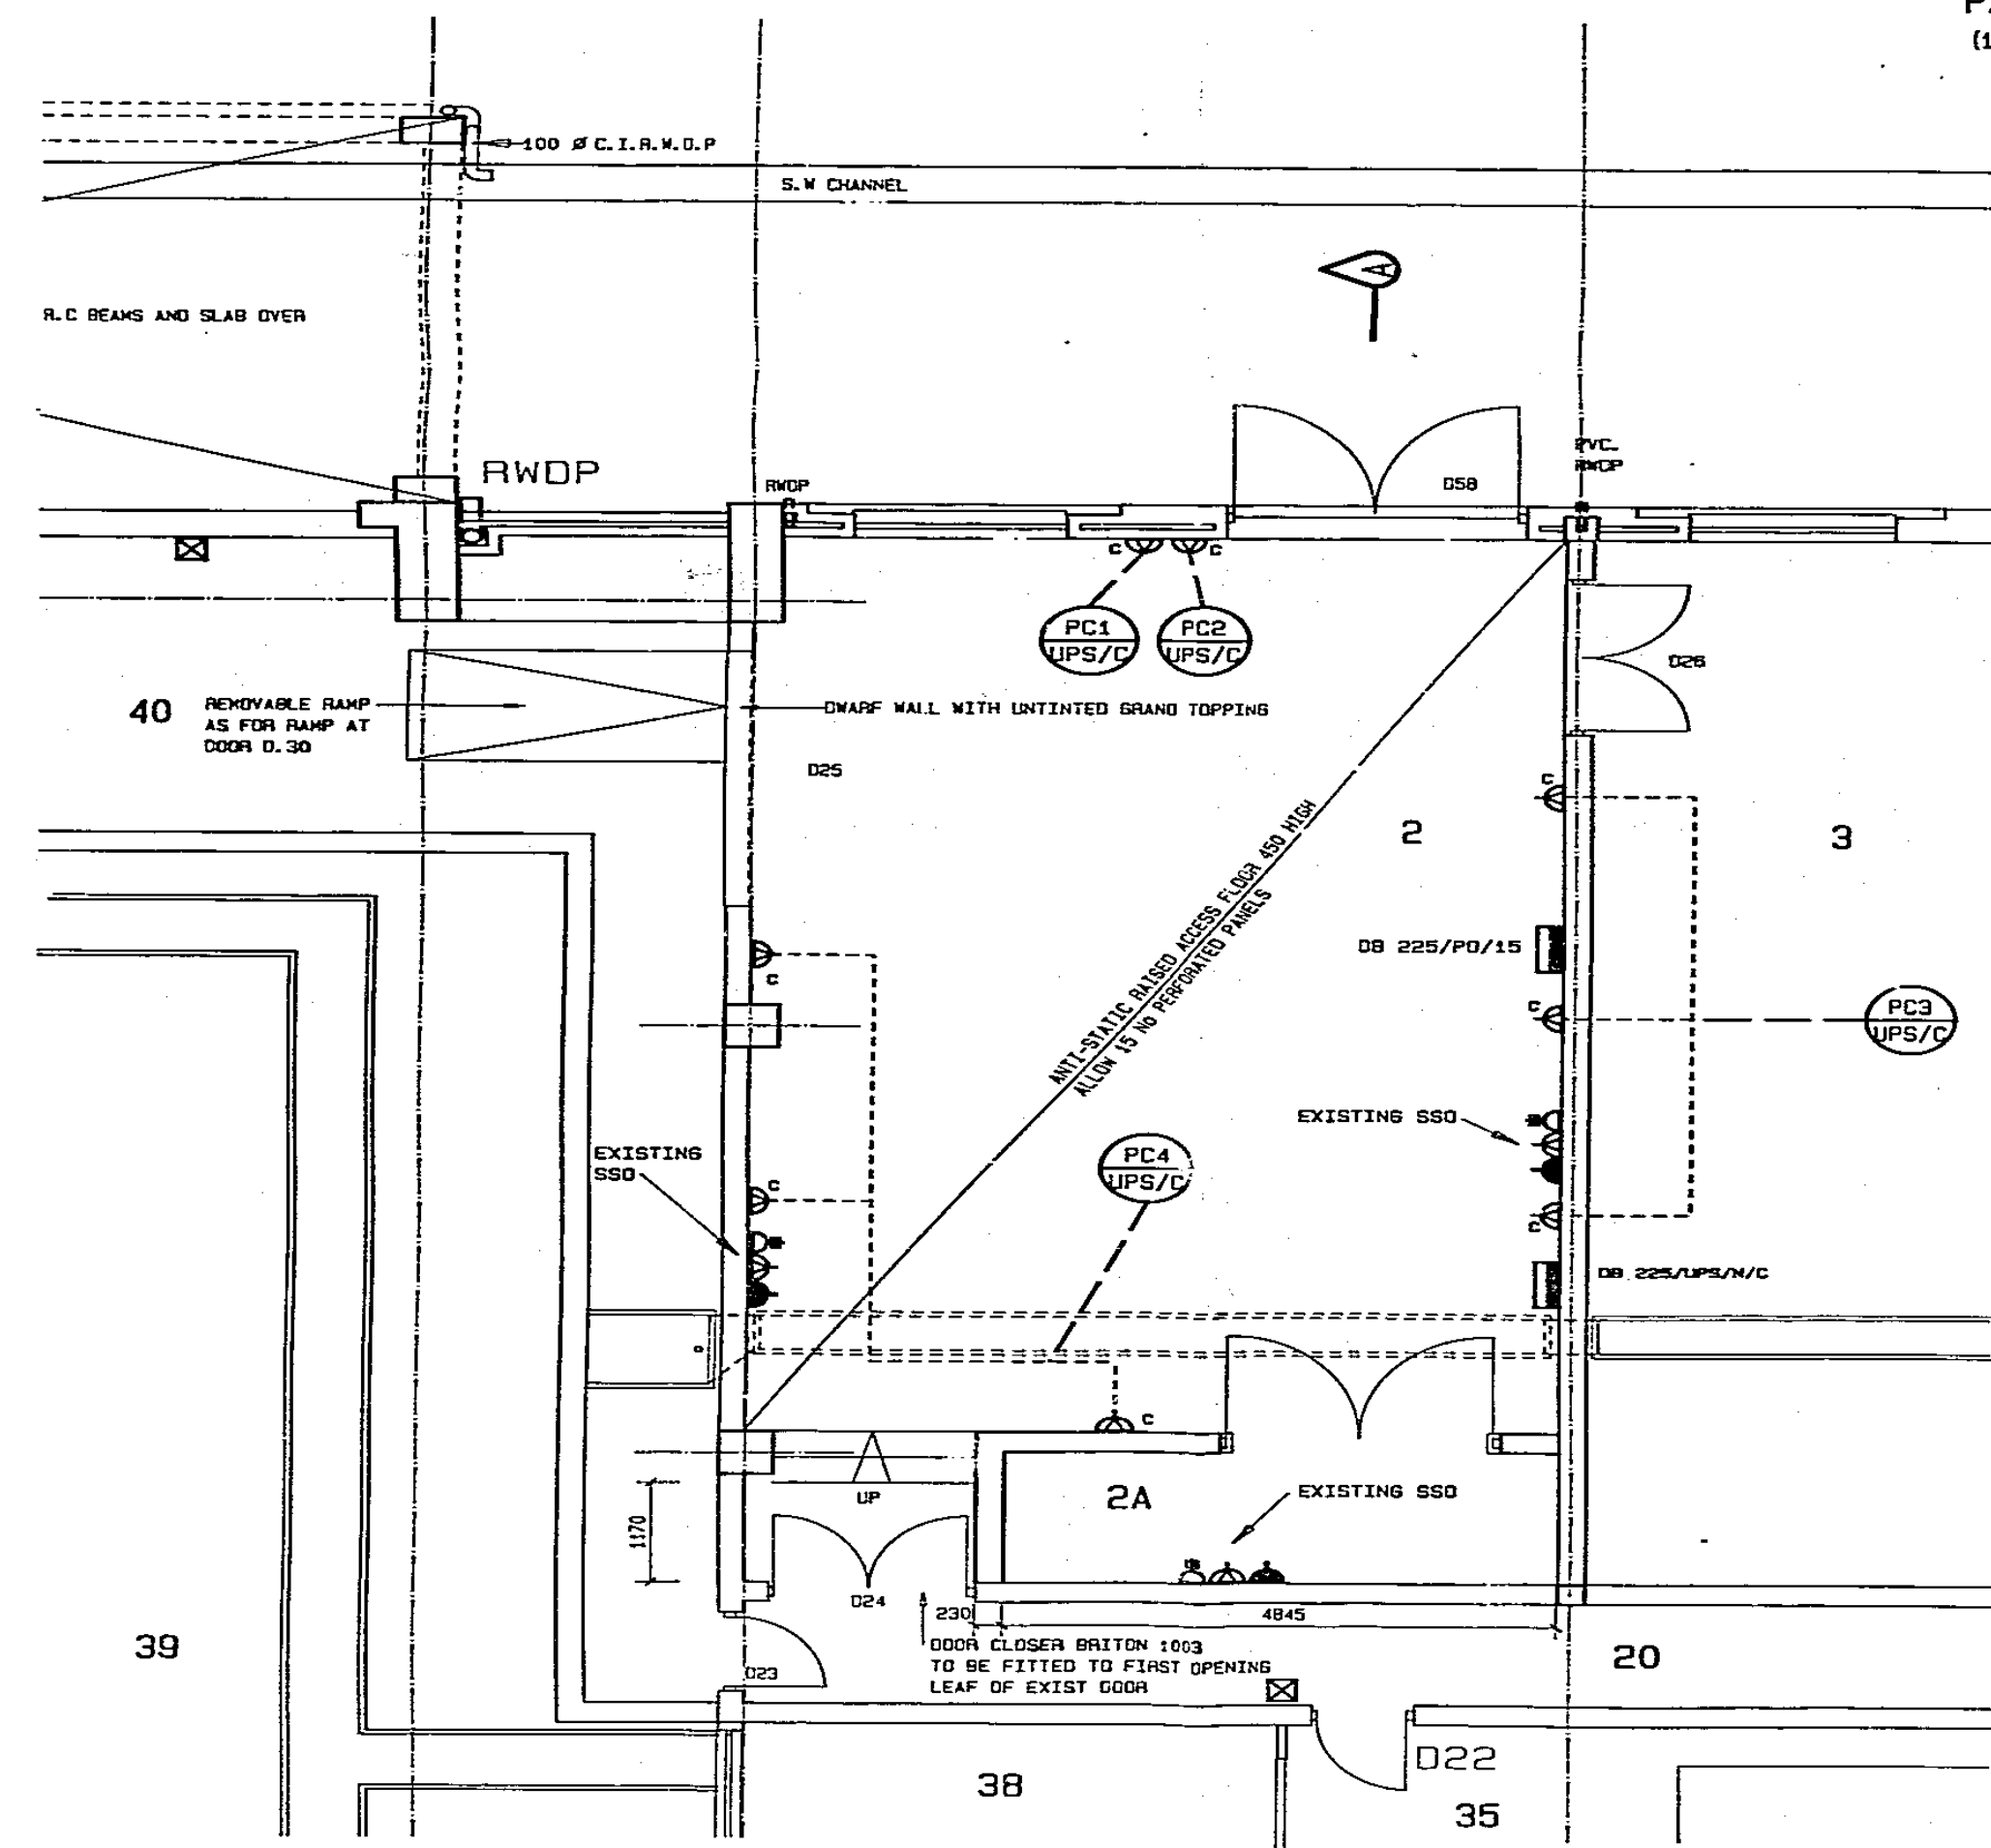 100 Ø C.I.R.W.D.P
S.W CHANNEL
A
R.C BEAMS AND SLAB OVER
RWDP
RWDP
D58
PVC.
RWDP
C
C
PC1
UPS/C
PC2
UPS/C
D26
40
REMOVABLE RAMP
AS FOR RAMP AT
DOOR D.30
DWARF WALL WITH UNTINTED GRANO TOPPING
D25
C
2
3
ANTI-STATIC RAISED ACCESS FLOOR 450 HIGH
ALLOW 15 NO PERFORATED PANELS
DB 225/PO/15
C
C
PC3
UPS/C
EXISTING SSO
EXISTING
SSO
PC4
UPS/C
C
C
DB 225/UPS/N/C
C
UP
2A
EXISTING SSO
1170
D24
230
4845
39
DOOR CLOSER BRITON 1003
TO BE FITTED TO FIRST OPENING
LEAF OF EXIST DOOR
D23
20
38
D22
35